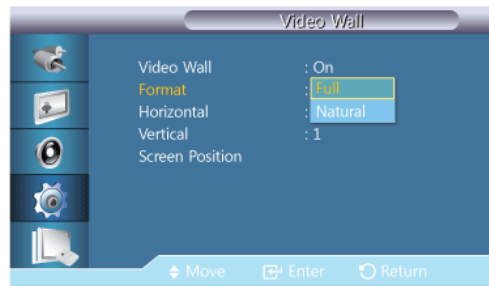 Video Wall
Video Wall : On
Format : Full
Horizontal : Natural
Vertical : 1
Screen Position
Move Enter Return